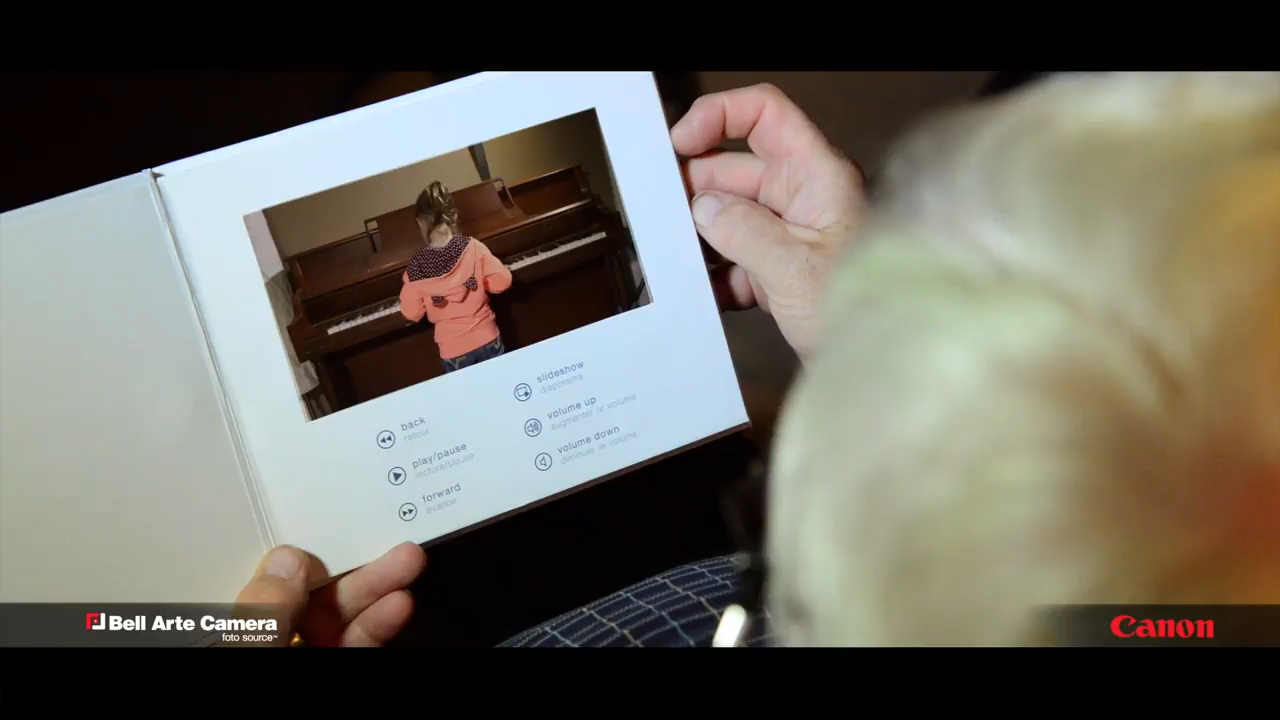 back
retour
play/pause
lecture/pause
forward
avance
slideshow
diaporama
volume up
augmenter le volume
volume down
diminuer le volume
Bell Arte Camera
foto source™
Canon